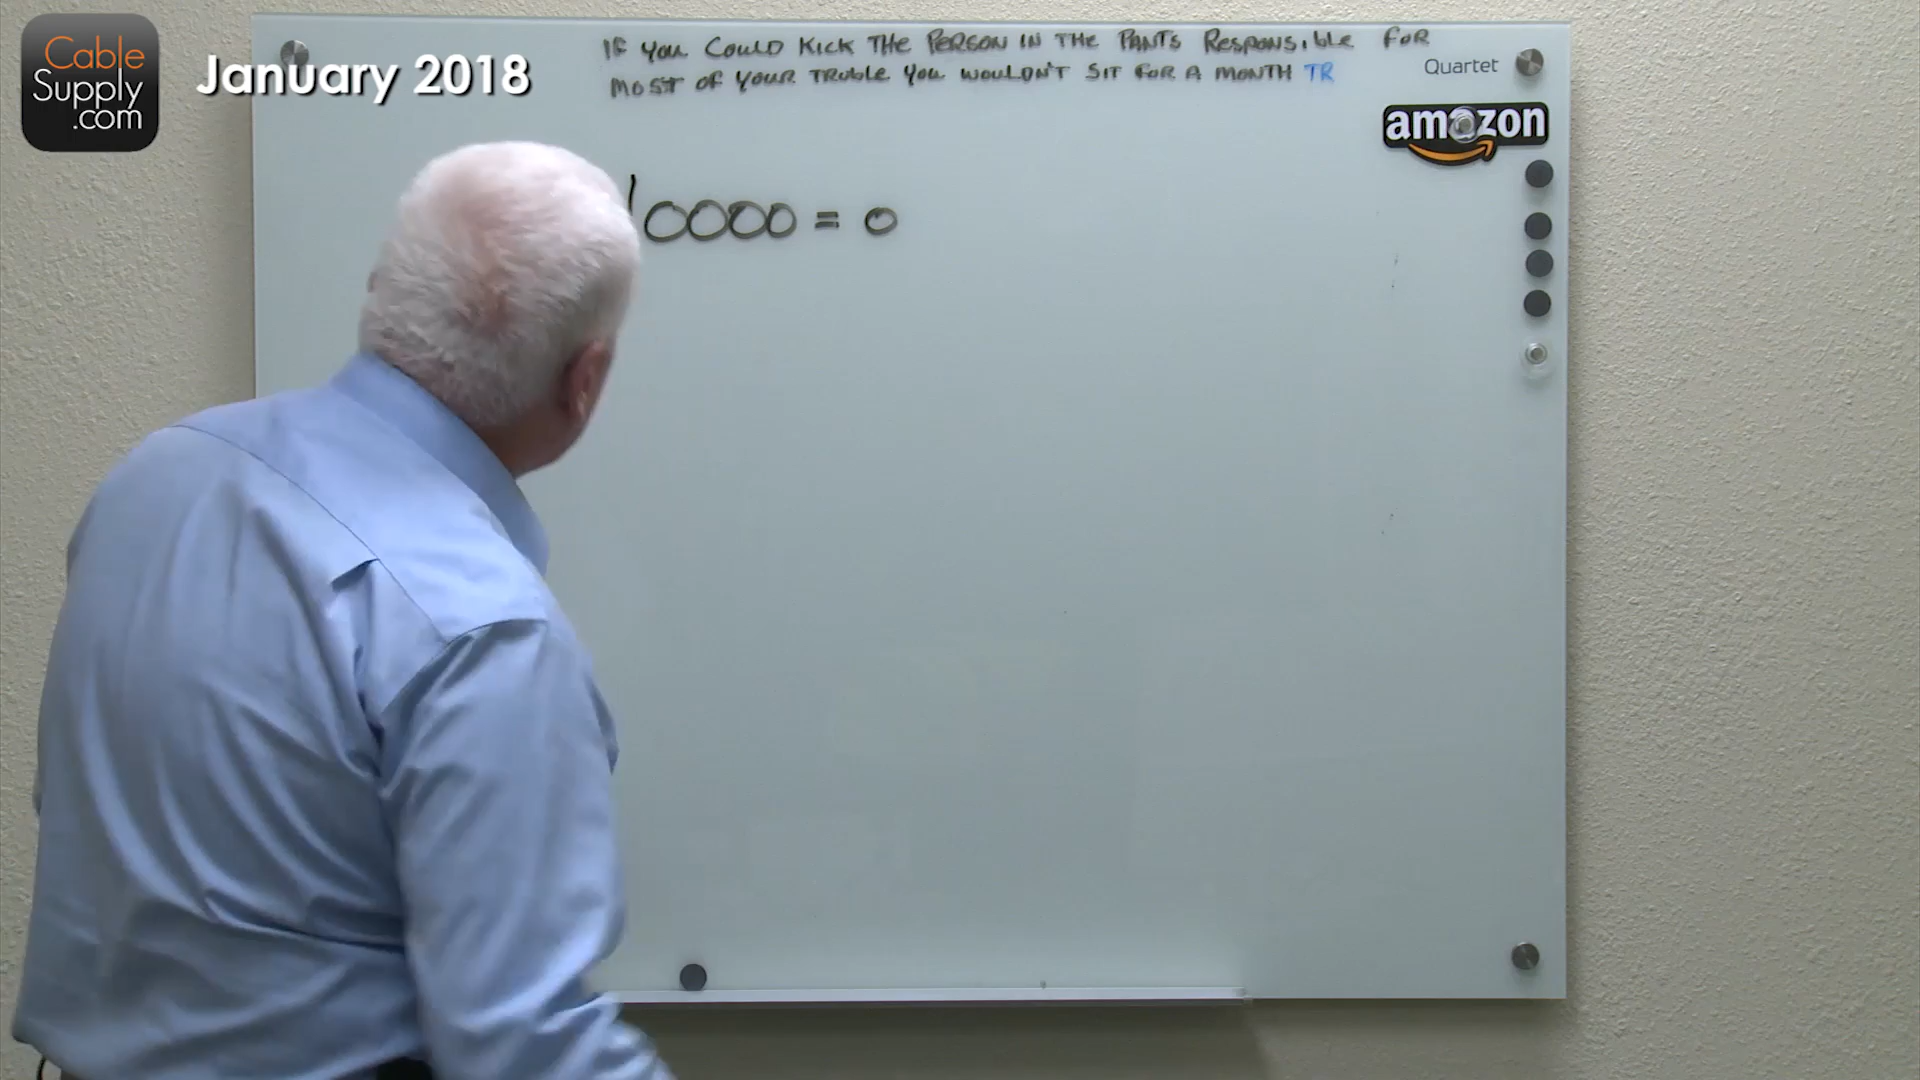 Cable
Supply
.com
January 2018
IF YOU COULD KICK THE PERSON IN THE PANTS RESPONSIBLE FOR
MOST OF YOUR TRUBLE YOU WOULDN'T SIT FOR A MONTH TR
Quartet
amazon
10000 = 0